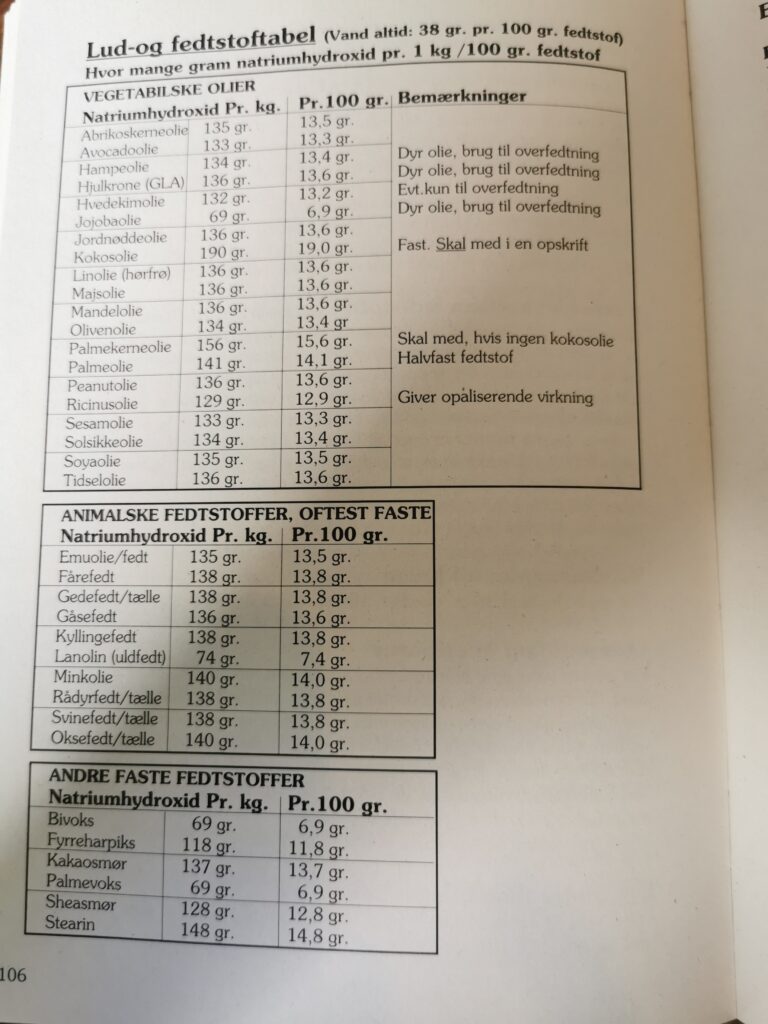 Lud-og fedtstoftabel (Vand altid: 38 gr. pr. 100 gr. fedtstof)
Hvor mange gram natriumhydroxid pr. 1 kg /100 gr. fedtstof
VEGETABILSKE OLIER
Natriumhydroxid Pr. kg. Pr.100 gr. Bemærkninger
Abrikoskerneolie 135 gr. 13,5 gr.
Avocadoolie 133 gr. 13,3 gr.
Hampeolie 134 gr. 13,4 gr. Dyr olie, brug til overfedtning
Hjulkrone (GLA) 136 gr. 13,6 gr. Dyr olie, brug til overfedtning
Hvedekimolie 132 gr. 13,2 gr. Evt.kun til overfedtning
Jojobaolie 69 gr. 6,9 gr. Dyr olie, brug til overfedtning
Jordnøddeolie 136 gr. 13,6 gr.
Kokosolie 190 gr. 19,0 gr. Fast. Skal med i en opskrift
Linolie (hørfrø) 136 gr. 13,6 gr.
Majsolie 136 gr. 13,6 gr.
Mandelolie 136 gr. 13,6 gr.
Olivenolie 134 gr. 13,4 gr
Palmekerneolie 156 gr. 15,6 gr. Skal med, hvis ingen kokosolie
Palmeolie 141 gr. 14,1 gr. Halvfast fedtstof
Peanutolie 136 gr. 13,6 gr.
Ricinusolie 129 gr. 12,9 gr. Giver opåliserende virkning
Sesamolie 133 gr. 13,3 gr.
Solsikkeolie 134 gr. 13,4 gr.
Soyaolie 135 gr. 13,5 gr.
Tidselolie 136 gr. 13,6 gr.
ANIMALSKE FEDTSTOFFER, OFTEST FASTE
Natriumhydroxid Pr. kg. Pr.100 gr.
Emuolie/fedt 135 gr. 13,5 gr.
Fårefedt 138 gr. 13,8 gr.
Gedefedt/tælle 138 gr. 13,8 gr.
Gåsefedt 136 gr. 13,6 gr.
Kyllingefedt 138 gr. 13,8 gr.
Lanolin (uldfedt) 74 gr. 7,4 gr.
Minkolie 140 gr. 14,0 gr.
Rådyrfedt/tælle 138 gr. 13,8 gr.
Svinefedt/tælle 138 gr. 13,8 gr.
Oksefedt/tælle 140 gr. 14,0 gr.
ANDRE FASTE FEDTSTOFFER
Natriumhydroxid Pr. kg. Pr.100 gr.
Bivoks 69 gr. 6,9 gr.
Fyrreharpiks 118 gr. 11,8 gr.
Kakaosmør 137 gr. 13,7 gr.
Palmevoks 69 gr. 6,9 gr.
Sheasmør 128 gr. 12,8 gr.
Stearin 148 gr. 14,8 gr.
106